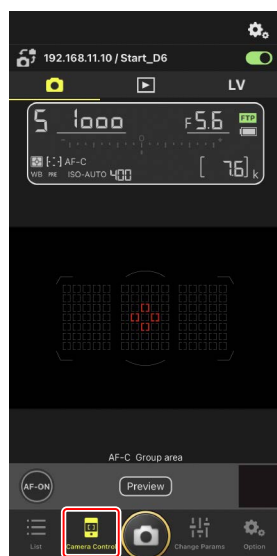 192.168.11.10 / Start_D6
LV
S 1000 F5.6 FTP
AF-C
WB PRE ISO-AUTO 400 [ 7.6] k
AF-C Group area
AF-ON Preview
List Camera Control Change Params Option